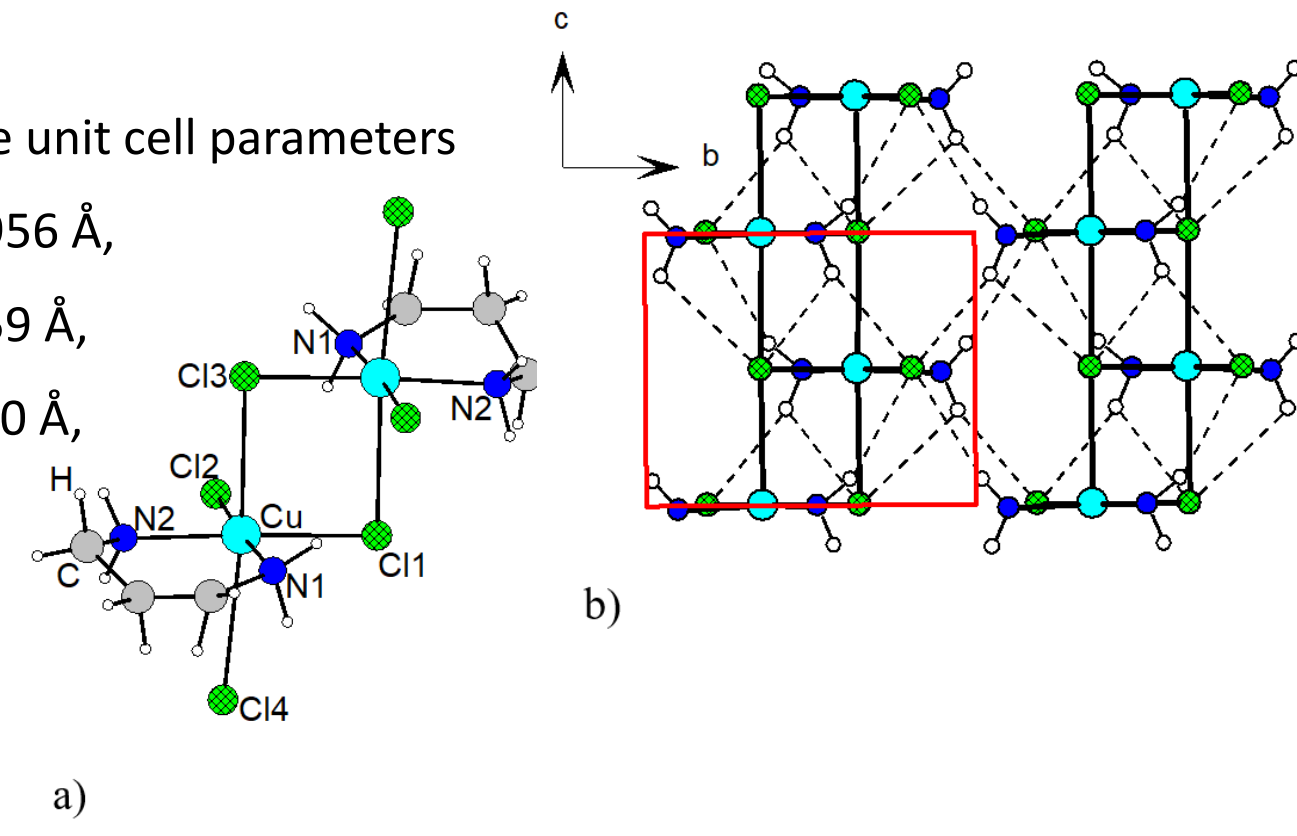 c
e unit cell parameters
b
956 Å,
59 Å,
0 Å,
N1
Cl3
N2
Cl2
H
Cu
N2
Cl1
C
N1
b)
Cl4
a)